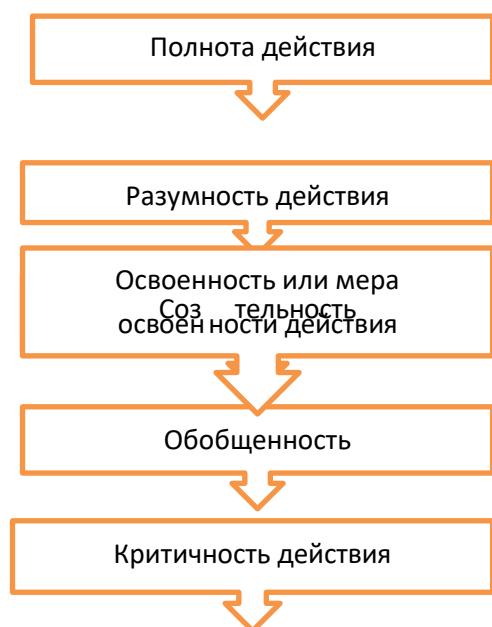 Полнота действия
Разумность действия
Освоенность или мера
освоенности действия
Обобщенность
Критичность действия